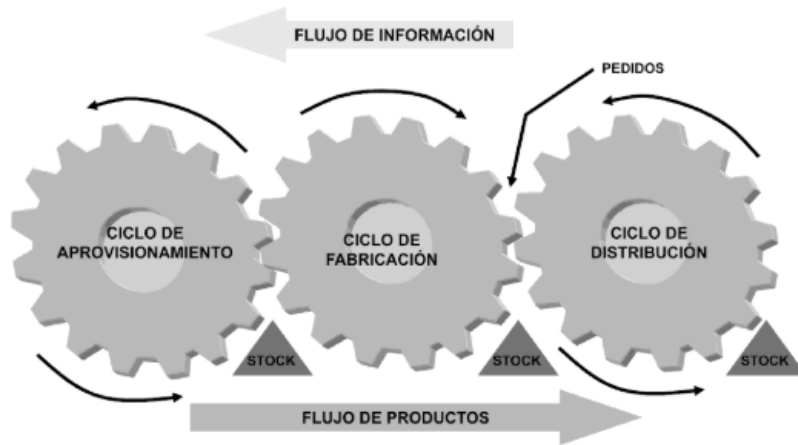 FLUJO DE INFORMACIÓN
PEDIDOS
CICLO DE
APROVISIONAMIENTO
CICLO DE
FABRICACIÓN
CICLO DE
DISTRIBUCIÓN
STOCK
STOCK
STOCK
FLUJO DE PRODUCTOS